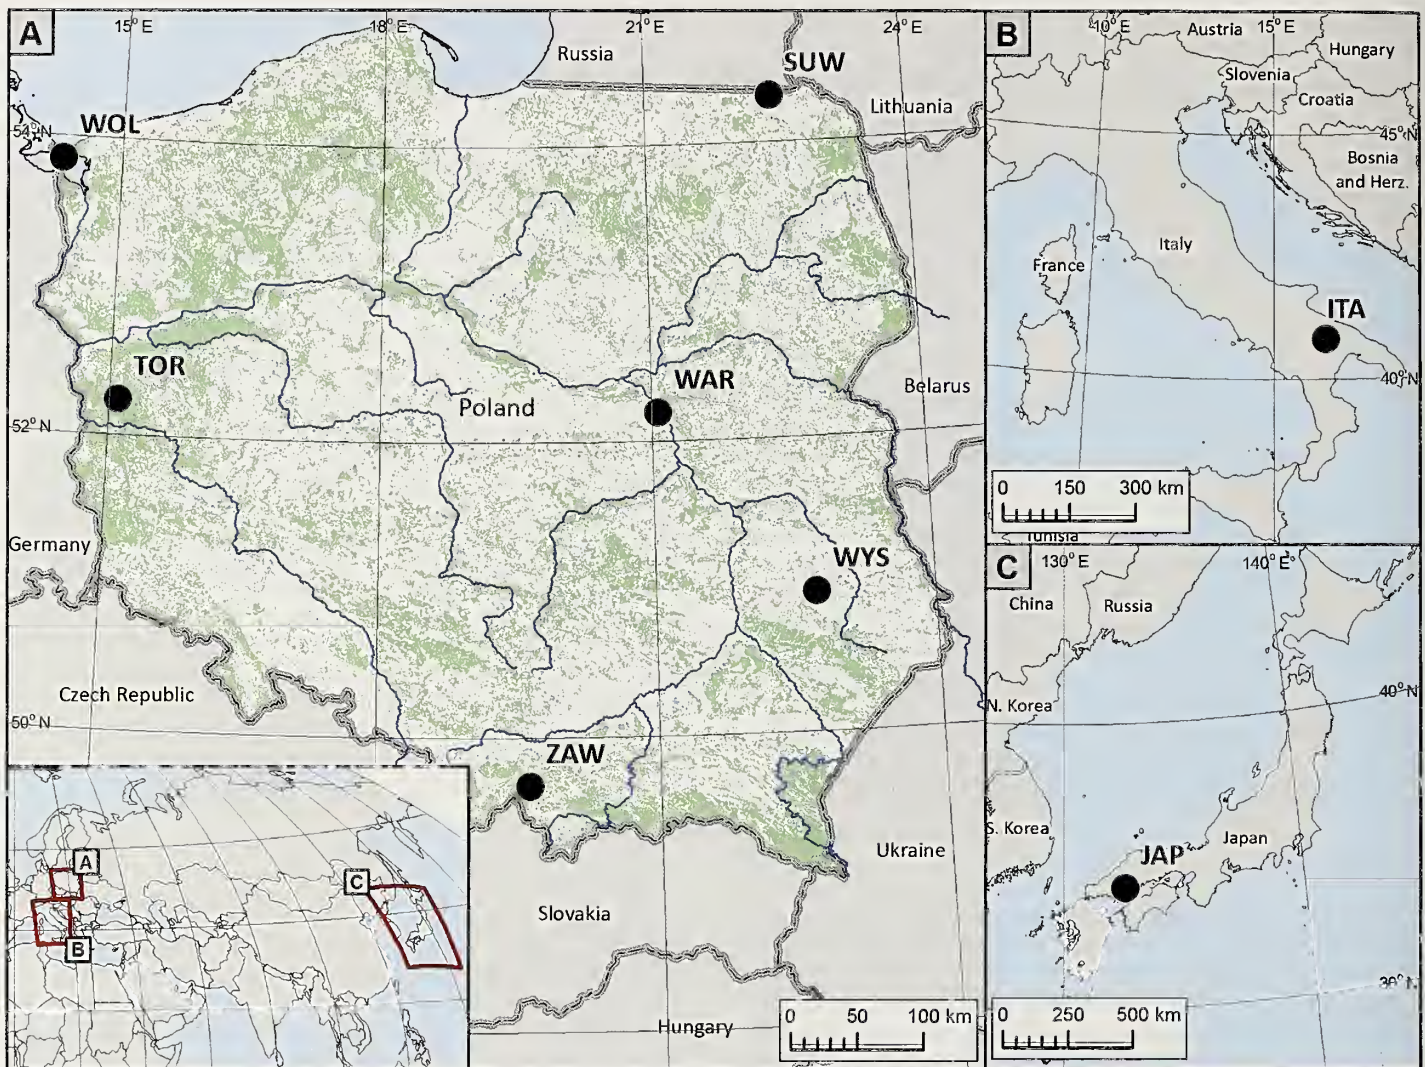 A
15° E
18° E
21° E
24° E
Russia
SUW
Lithuania
54° N
WOL
TOR
WAR
Poland
Belarus
52° N
Germany
WYS
Czech Republic
50° N
ZAW
Ukraine
Slovakia
Hungary
0 50 100 km
A
B
C
B
10° E
15° E
Austria
Hungary
Slovenia
Croatia
45° N
Bosnia
and Herz.
Italy
France
ITA
40° N
0 150 300 km
Tunisia
C
130° E
140° E
China
Russia
40° N
N. Korea
S. Korea
Japan
JAP
30° N
0 250 500 km